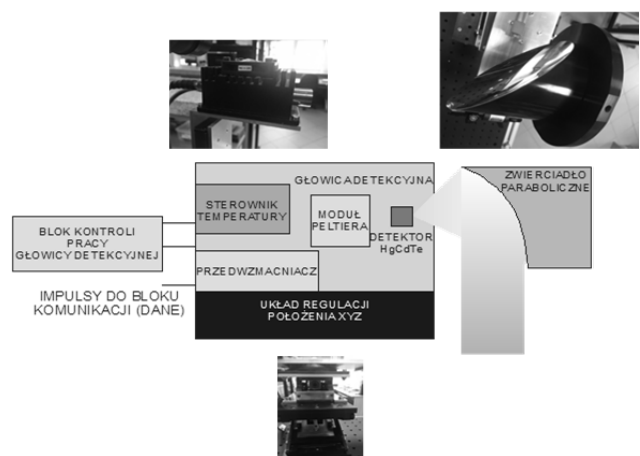 GŁOWICA DETEKCYJNA
ZWIERCIADŁO
PARABOLICZNE
STEROWNIK
TEMPERATURY
MODUŁ
PELTIERA
DETEKTOR
HgCdTe
BLOK KONTROLI
PRACY
GŁOWICY DETEKCYJNEJ
PRZEDWZMACNIACZ
IMPULSY DO BLOKU
KOMUNIKACJI (DANE)
UKŁAD REGULACJI
POŁOŻENIA XYZ